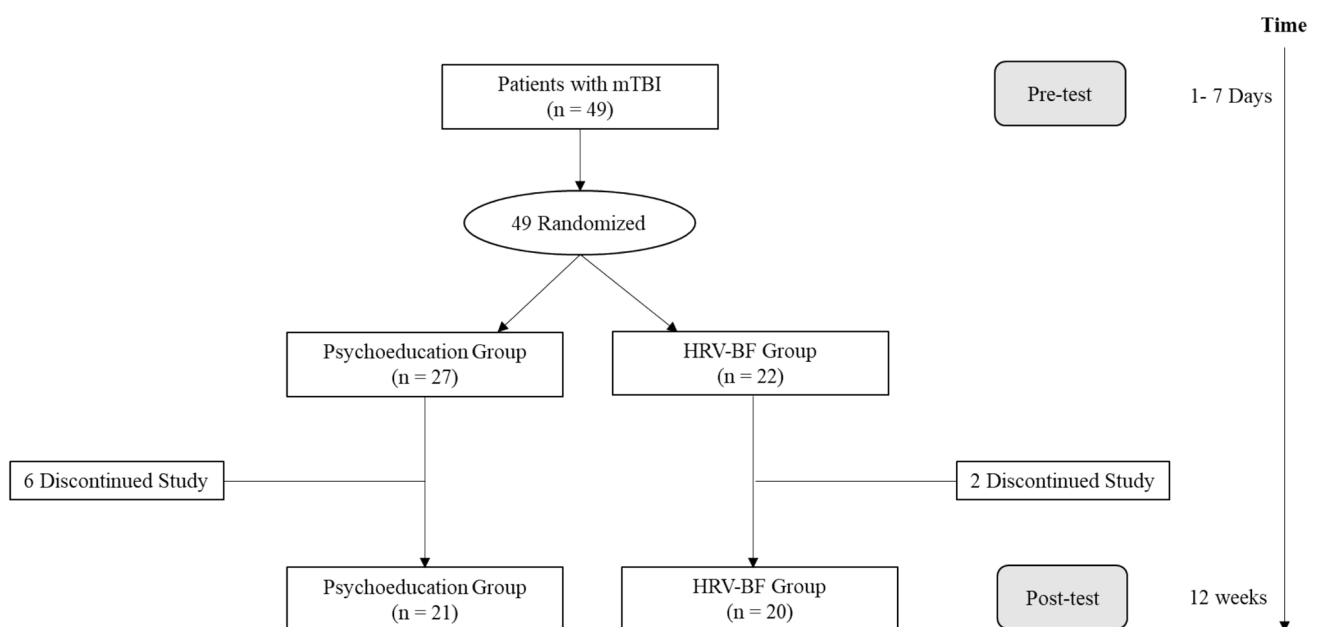 Time
Patients with mTBI
(n = 49)
Pre-test
1- 7 Days
49 Randomized
Psychoeducation Group
(n = 27)
HRV-BF Group
(n = 22)
6 Discontinued Study
2 Discontinued Study
Psychoeducation Group
(n = 21)
HRV-BF Group
(n = 20)
Post-test
12 weeks